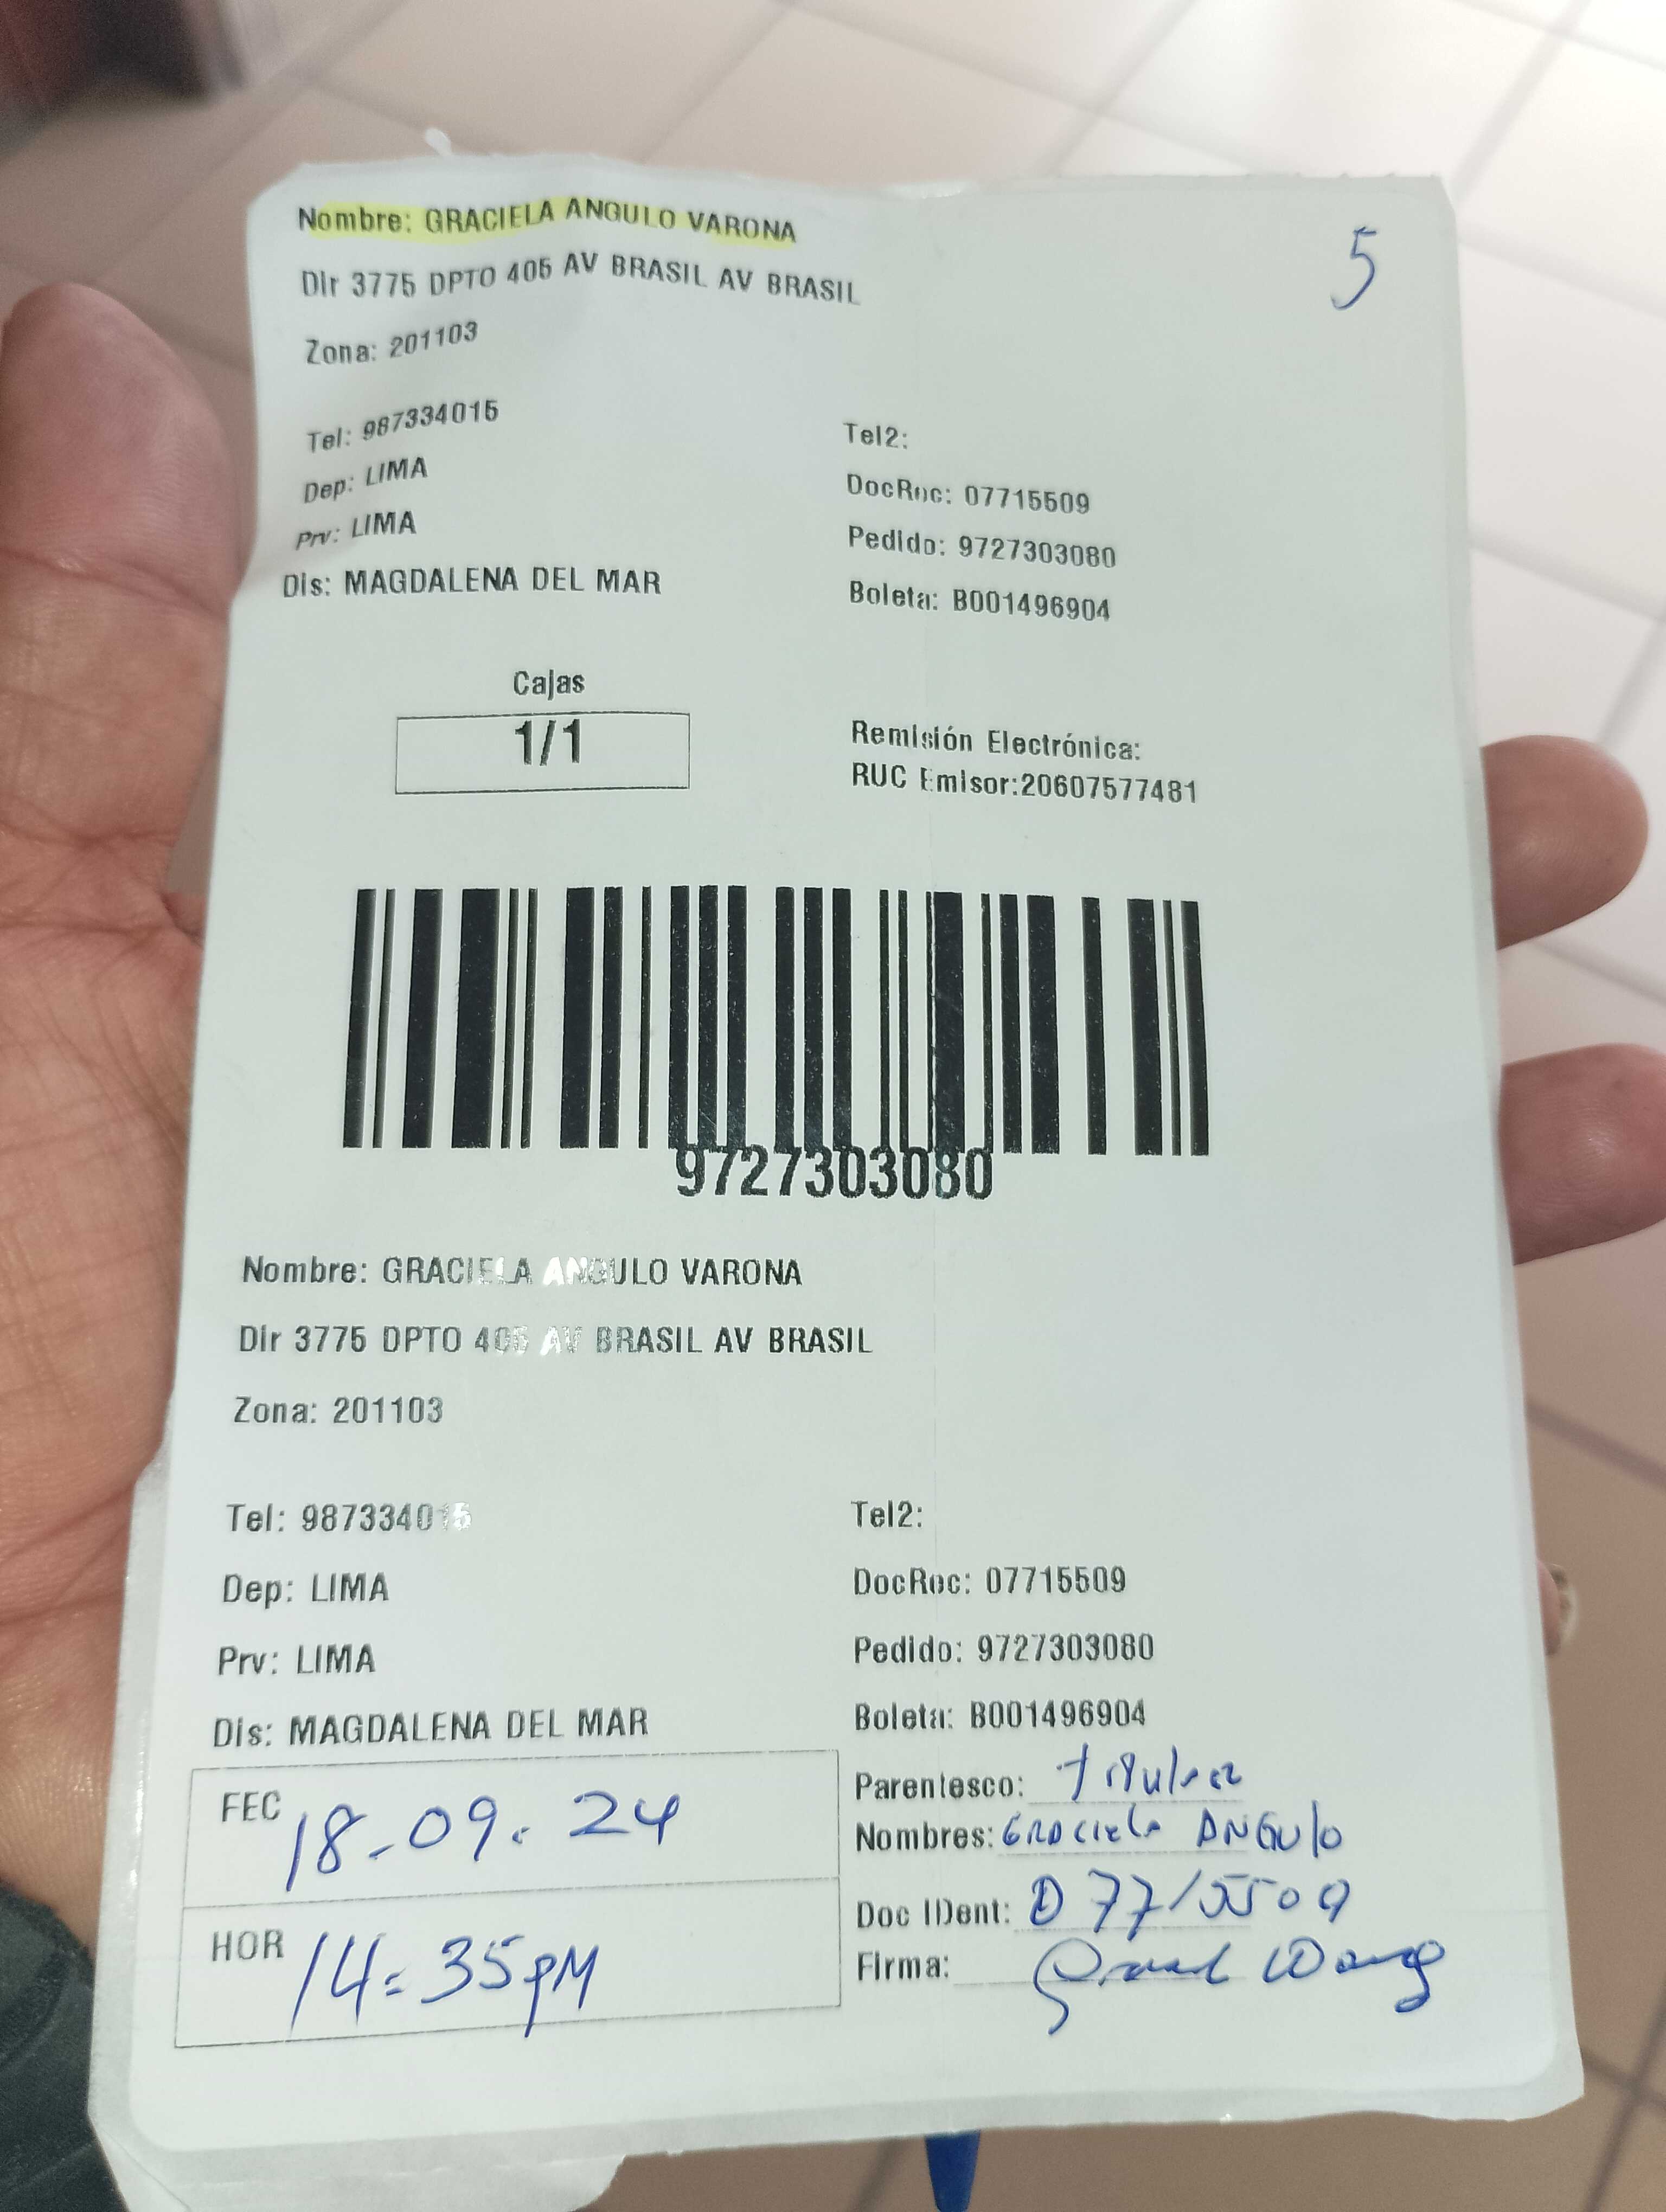 Nombre: GRACIELA ANGULO VARONA
5
Dir 3775 DPTO 405 AV BRASIL AV BRASIL
Zona: 201103
Tel: 987334015
Tel2:
Dep: LIMA
DocRec: 07715509
Prv: LIMA
Pedido: 9727303080
Dis: MAGDALENA DEL MAR
Boleta: B001496904
Cajas
1/1
Remisión Electrónica:
RUC Emisor:20607577481
9727303080
Nombre: GRACIELA ANGULO VARONA
Dir 3775 DPTO 405 AV BRASIL AV BRASIL
Zona: 201103
Tel: 987334015
Tel2:
Dep: LIMA
DocRec: 07715509
Prv: LIMA
Pedido: 9727303080
Dis: MAGDALENA DEL MAR
Boleta: B001496904
FEC 18-09. 24
Parentesco: Titular
Nombres: Graciela ANGULO
HOR 14:35 PM
Doc IDent: 07715509
Firma: